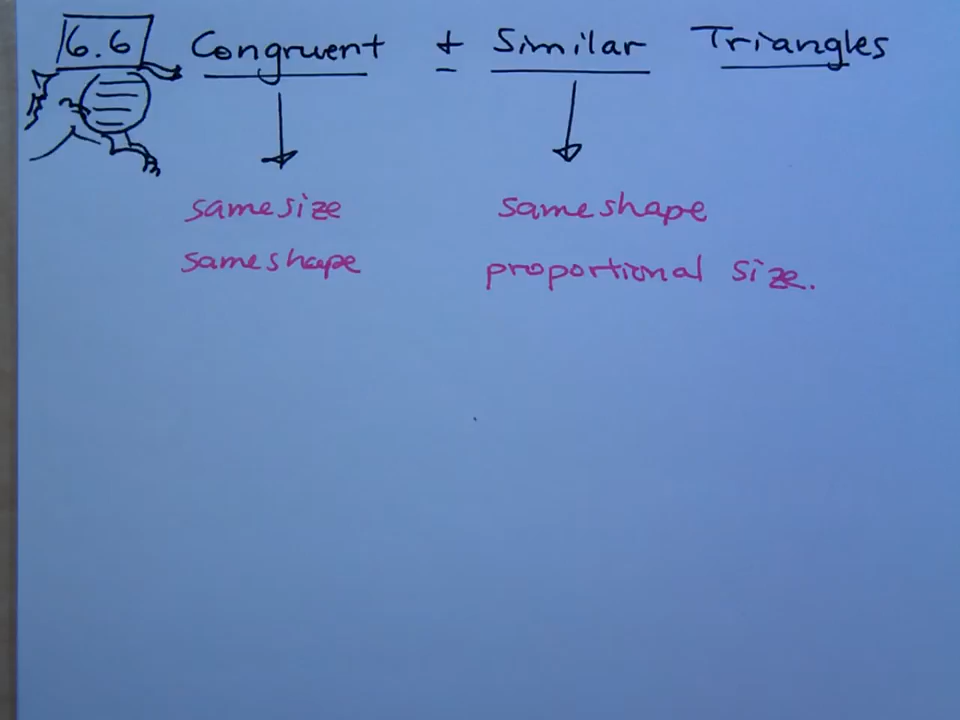 6.6 Congruent + Similar Triangles
same size same shape
same shape proportional size.